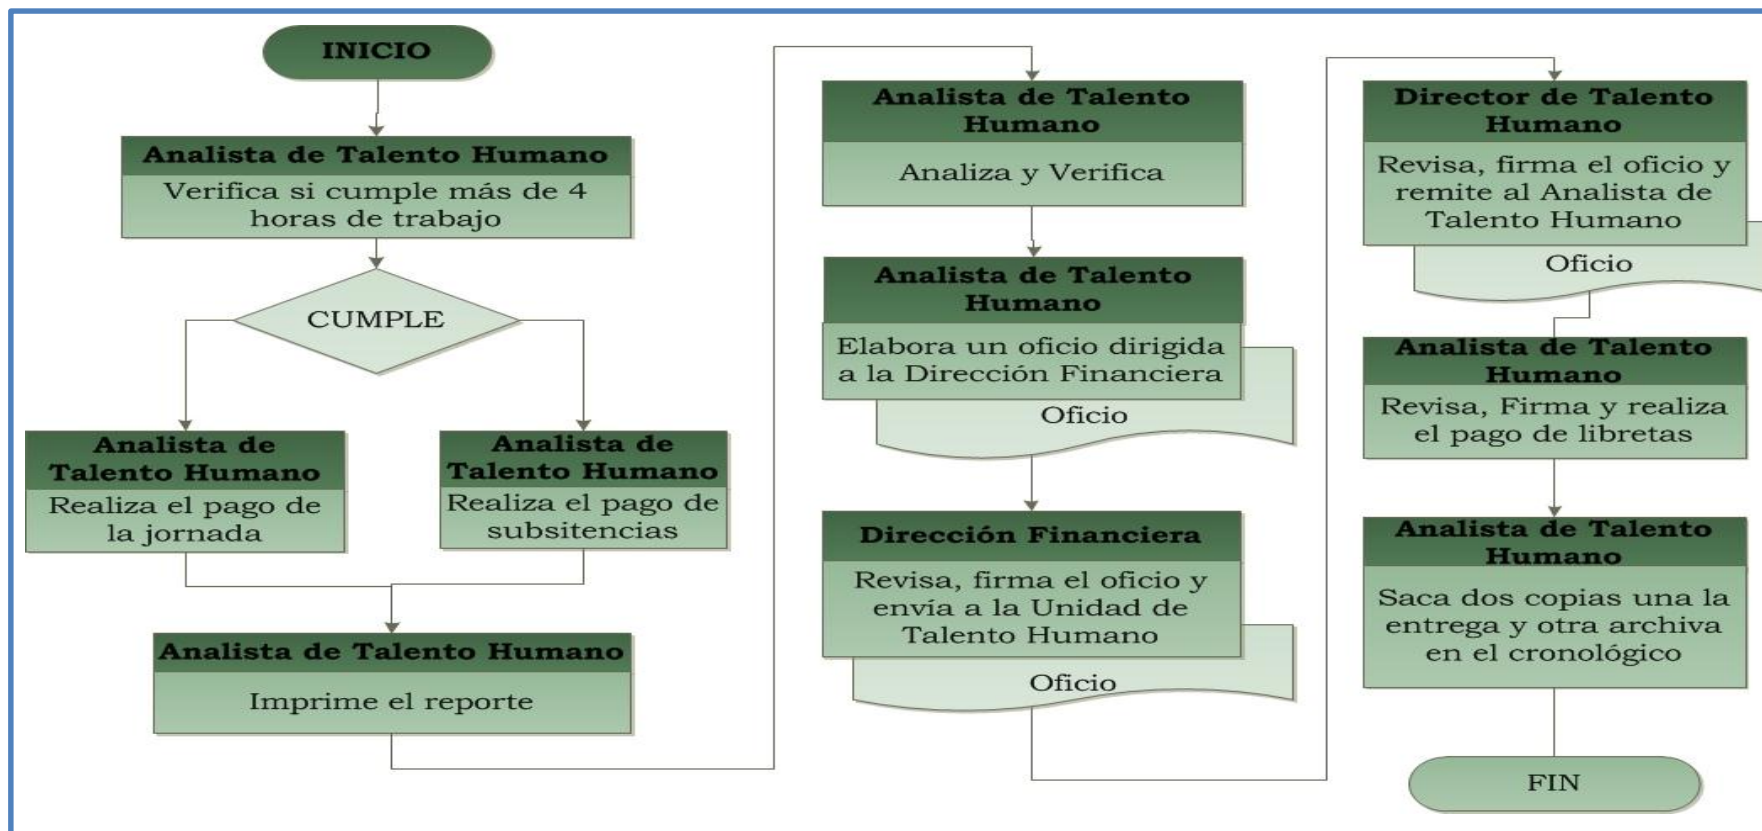 INICIO
Analista de Talento Humano
Verifica si cumple más de 4
horas de trabajo
CUMPLE
Analista de
Talento Humano
Realiza el pago de
la jornada
Analista de
Talento Humano
Realiza el pago de
subsitencias
Analista de Talento Humano
Imprime el reporte
Analista de Talento
Humano
Analiza y Verifica
Analista de Talento
Humano
Elabora un oficio dirigida
a la Dirección Financiera
Oficio
Dirección Financiera
Revisa, firma el oficio y
envía a la Unidad de
Talento Humano
Oficio
Director de Talento
Humano
Revisa, firma el oficio y
remite al Analista de
Talento Humano
Oficio
Analista de Talento
Humano
Revisa, Firma y realiza
el pago de libretas
Analista de Talento
Humano
Saca dos copias una la
entrega y otra archiva
en el cronológico
FIN